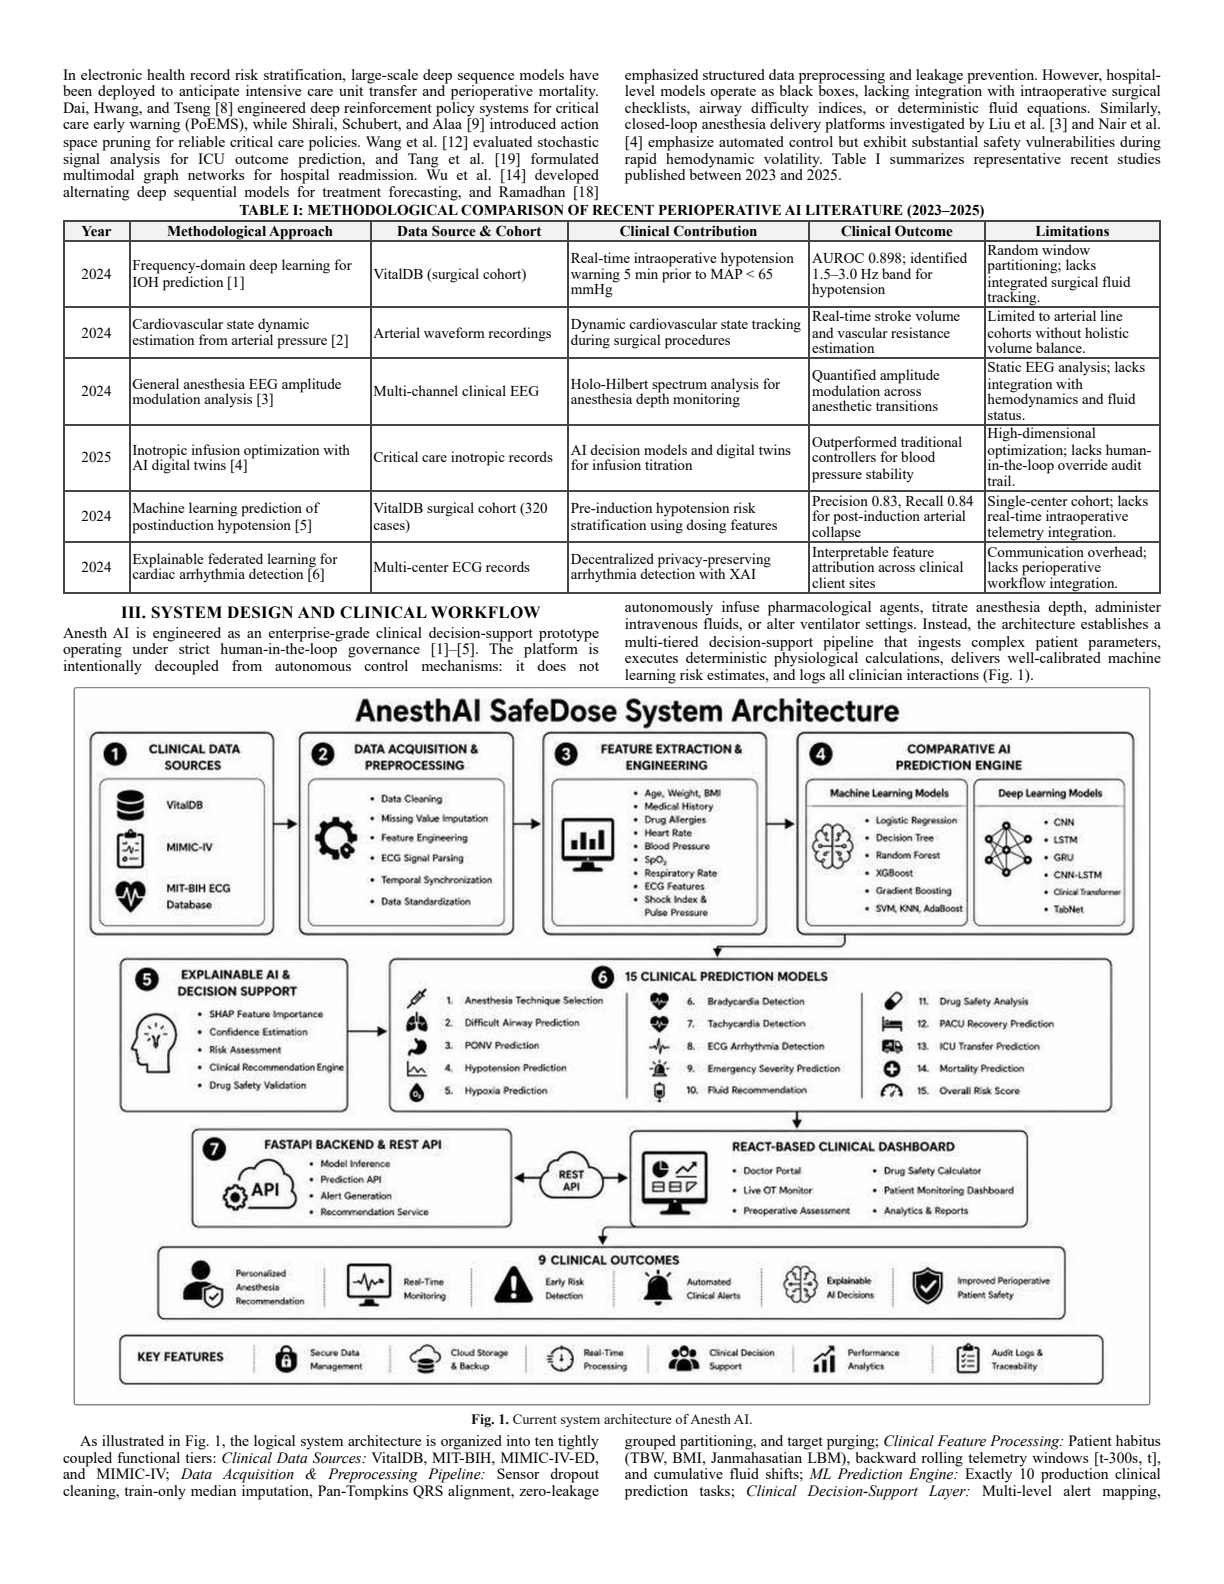 In electronic health record risk stratification, large-scale deep sequence models have
been deployed to anticipate intensive care unit transfer and perioperative mortality.
Dai, Hwang, and Tseng [8] engineered deep reinforcement policy systems for critical
care early warning (PoEMS), while Shirali, Schubert, and Alaa [9] introduced action
space pruning for reliable critical care policies. Wang et al. [12] evaluated stochastic
signal analysis for ICU outcome prediction, and Tang et al. [19] formulated
multimodal graph networks for hospital readmission. Wu et al. [14] developed
alternating deep sequential models for treatment forecasting, and Ramadhan [18]
emphasized structured data preprocessing and leakage prevention. However, hospital-
level models operate as black boxes, lacking integration with intraoperative surgical
checklists, airway difficulty indices, or deterministic fluid equations. Similarly,
closed-loop anesthesia delivery platforms investigated by Liu et al. [3] and Nair et al.
[4] emphasize automated control but exhibit substantial safety vulnerabilities during
rapid hemodynamic volatility. Table I summarizes representative recent studies
published between 2023 and 2025.
TABLE I: METHODOLOGICAL COMPARISON OF RECENT PERIOPERATIVE AI LITERATURE (2023–2025)
Year Methodological Approach Data Source & Cohort Clinical Contribution Clinical Outcome Limitations
2024
Frequency-domain deep learning for
IOH prediction [1]
VitalDB (surgical cohort)
Real-time intraoperative hypotension
warning 5 min prior to MAP < 65
mmHg
AUROC 0.898; identified
1.5–3.0 Hz band for
hypotension
Random window
partitioning; lacks
integrated surgical fluid
tracking.
2024
Cardiovascular state dynamic
estimation from arterial pressure [2]
Arterial waveform recordings
Dynamic cardiovascular state tracking
during surgical procedures
Real-time stroke volume
and vascular resistance
estimation
Limited to arterial line
cohorts without holistic
volume balance.
2024
General anesthesia EEG amplitude
modulation analysis [3]
Multi-channel clinical EEG
Holo-Hilbert spectrum analysis for
anesthesia depth monitoring
Quantified amplitude
modulation across
anesthetic transitions
Static EEG analysis; lacks
integration with
hemodynamics and fluid
status.
2025
Inotropic infusion optimization with
AI digital twins [4]
Critical care inotropic records
AI decision models and digital twins
for infusion titration
Outperformed traditional
controllers for blood
pressure stability
High-dimensional
optimization; lacks human-
in-the-loop override audit
trail.
2024
Machine learning prediction of
postinduction hypotension [5]
VitalDB surgical cohort (320
cases)
Pre-induction hypotension risk
stratification using dosing features
Precision 0.83, Recall 0.84
for post-induction arterial
collapse
Single-center cohort; lacks
real-time intraoperative
telemetry integration.
2024
Explainable federated learning for
cardiac arrhythmia detection [6]
Multi-center ECG records
Decentralized privacy-preserving
arrhythmia detection with XAI
Interpretable feature
attribution across clinical
client sites
Communication overhead;
lacks perioperative
workflow integration.
III. SYSTEM DESIGN AND CLINICAL WORKFLOW
Anesth AI is engineered as an enterprise-grade clinical decision-support prototype
operating under strict human-in-the-loop governance [1]–[5]. The platform is
intentionally decoupled from autonomous control mechanisms: it does not
autonomously infuse pharmacological agents, titrate anesthesia depth, administer
intravenous fluids, or alter ventilator settings. Instead, the architecture establishes a
multi-tiered decision-support pipeline that ingests complex patient parameters,
executes deterministic physiological calculations, delivers well-calibrated machine
learning risk estimates, and logs all clinician interactions (Fig. 1).
AnesthAI SafeDose System Architecture
1 CLINICAL DATA
SOURCES
VitalDB
MIMIC-IV
MIT-BIH ECG
Database
2 DATA ACQUISITION &
PREPROCESSING
• Data Cleaning
• Missing Value Imputation
• Feature Engineering
• ECG Signal Parsing
• Temporal Synchronization
• Data Standardization
3 FEATURE EXTRACTION &
ENGINEERING
• Age, Weight, BMI
• Medical History
• Drug Allergies
• Heart Rate
• Blood Pressure
• SpO₂
• Respiratory Rate
• ECG Features
• Shock Index &
Pulse Pressure
4 COMPARATIVE AI
PREDICTION ENGINE
Machine Learning Models
• Logistic Regression
• Decision Tree
• Random Forest
• XGBoost
• Gradient Boosting
• SVM, KNN, AdaBoost
Deep Learning Models
• CNN
• LSTM
• GRU
• CNN-LSTM
• Clinical Transformer
• TabNet
5 EXPLAINABLE AI &
DECISION SUPPORT
• SHAP Feature Importance
• Confidence Estimation
• Risk Assessment
• Clinical Recommendation Engine
• Drug Safety Validation
6 15 CLINICAL PREDICTION MODELS
1. Anesthesia Technique Selection
2. Difficult Airway Prediction
3. PONV Prediction
4. Hypotension Prediction
O₂
5. Hypoxia Prediction
6. Bradycardia Detection
7. Tachycardia Detection
8. ECG Arrhythmia Detection
9. Emergency Severity Prediction
10. Fluid Recommendation
11. Drug Safety Analysis
12. PACU Recovery Prediction
13. ICU Transfer Prediction
14. Mortality Prediction
15. Overall Risk Score
7 FASTAPI BACKEND & REST API
API
• Model Inference
• Prediction API
• Alert Generation
• Recommendation Service
REST
API
REACT-BASED CLINICAL DASHBOARD
• Doctor Portal
• Live OT Monitor
• Preoperative Assessment
• Drug Safety Calculator
• Patient Monitoring Dashboard
• Analytics & Reports
9 CLINICAL OUTCOMES
Personalized
Anesthesia
Recommendation
Real-Time
Monitoring
Early Risk
Detection
Automated
Clinical Alerts
Explainable
AI Decisions
Improved Perioperative
Patient Safety
KEY FEATURES
Secure Data
Management
Cloud Storage
& Backup
Real-Time
Processing
Clinical Decision
Support
Performance
Analytics
Audit Logs &
Traceability
Fig. 1. Current system architecture of Anesth AI.
As illustrated in Fig. 1, the logical system architecture is organized into ten tightly
coupled functional tiers: Clinical Data Sources: VitalDB, MIT-BIH, MIMIC-IV-ED,
and MIMIC-IV; Data Acquisition & Preprocessing Pipeline: Sensor dropout
cleaning, train-only median imputation, Pan-Tompkins QRS alignment, zero-leakage
grouped partitioning, and target purging; Clinical Feature Processing: Patient habitus
(TBW, BMI, Janmahasatian LBM), backward rolling telemetry windows [t-300s, t],
and cumulative fluid shifts; ML Prediction Engine: Exactly 10 production clinical
prediction tasks; Clinical Decision-Support Layer: Multi-level alert mapping,